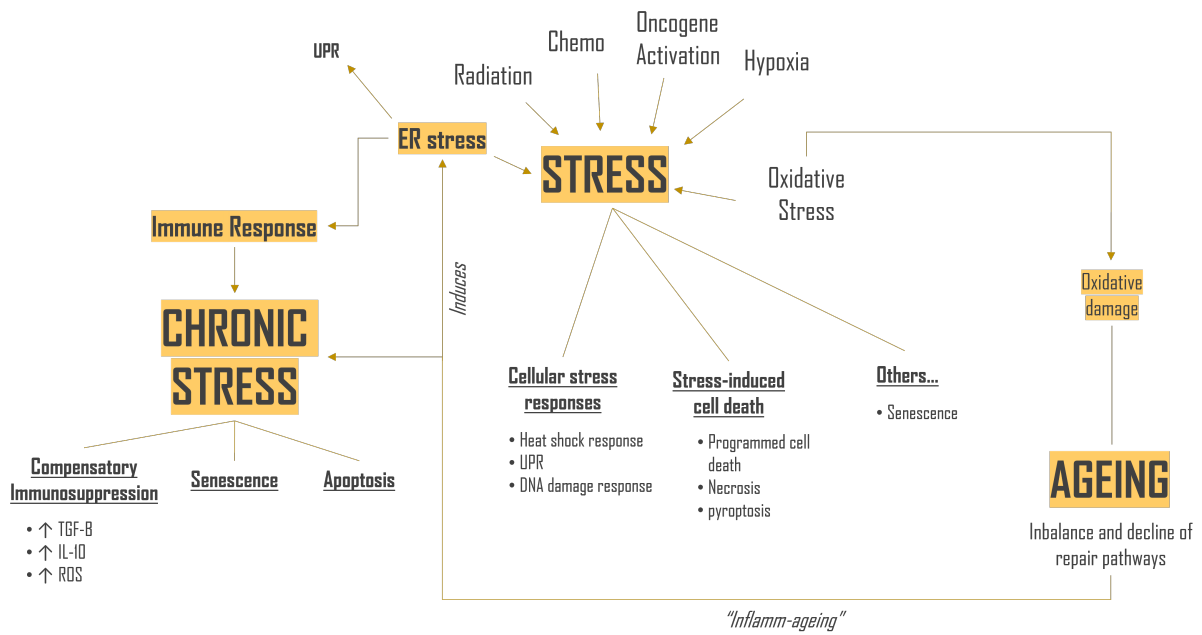 UPR
Radiation
Chemo
Oncogene
Activation
Hypoxia
ER stress
STRESS
Oxidative
Stress
Immune Response
Induces
CHRONIC
STRESS
Oxidative
damage
Cellular stress
responses
• Heat shock response
• UPR
• DNA damage response
Stress-induced
cell death
• Programmed cell
death
• Necrosis
• pyroptosis
Others...
• Senescence
Compensatory
Immunosuppression
• ↑ TGF-B
• ↑ IL-10
• ↑ ROS
Senescence
Apoptosis
AGEING
Inbalance and decline of
repair pathways
“Inflamm-ageing”